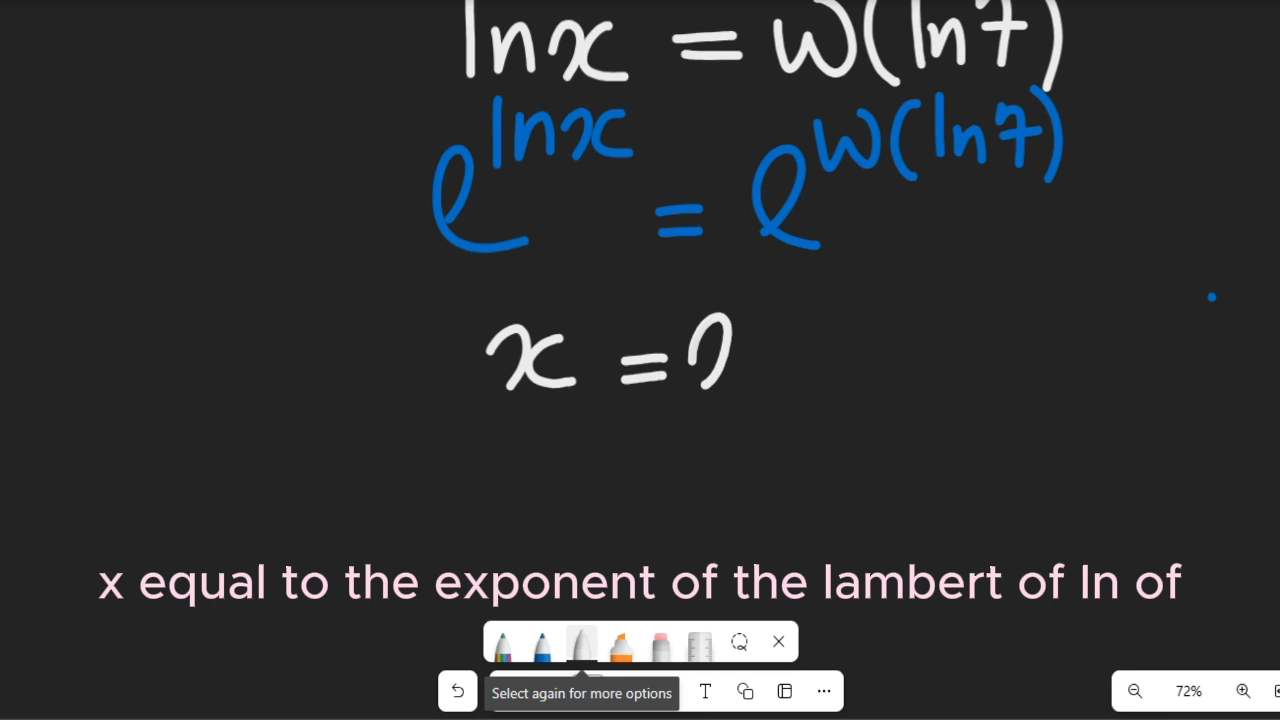 lnx = W(ln7)
e^lnx = e^W(ln7)
x =
x equal to the exponent of the lambert of ln of
Select again for more options
T
72%